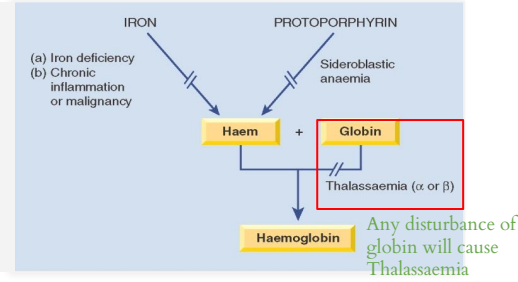 IRON
PROTOPORPHYRIN
(a) Iron deficiency
(b) Chronic
inflammation
or malignancy
Sideroblastic
anaemia
Haem
+
Globin
Thalassaemia (α or β)
Haemoglobin
Any disturbance of
globin will cause
Thalassaemia